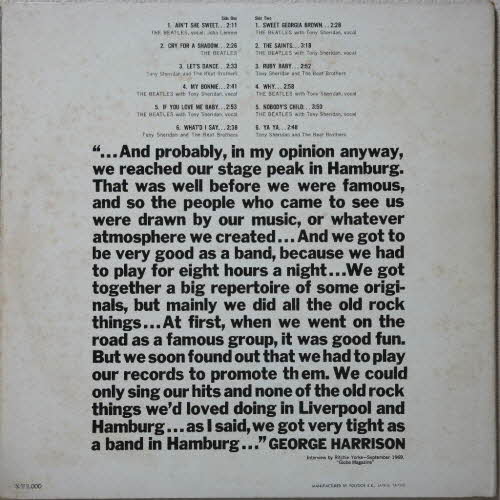 Side One
1. AIN'T SHE SWEET...2:11
THE BEATLES, vocal: John Lennon
2. CRY FOR A SHADOW...2:26
THE BEATLES
3. LET'S DANCE...2:33
Tony Sheridan and The Beat Brothers
4. MY BONNIE...2:41
THE BEATLES with Tony Sheridan, vocal
5. IF YOU LOVE ME BABY...2:53
THE BEATLES with Tony Sheridan, vocal
6. WHAT'D I SAY...2:38
Tony Sheridan and The Beat Brothers
Side Two
1. SWEET GEORGIA BROWN...2:28
THE BEATLES with Tony Sheridan, vocal
2. THE SAINTS...3:18
THE BEATLES with Tony Sheridan, vocal
3. RUBY BABY...2:52
Tony Sheridan and The Beat Brothers
4. WHY...2:58
THE BEATLES with Tony Sheridan, vocal
5. NOBODY'S CHILD...3:50
THE BEATLES with Tony Sheridan, vocal
6. YA YA...2:48
Tony Sheridan and The Beat Brothers
“...And probably, in my opinion anyway,
we reached our stage peak in Hamburg.
That was well before we were famous,
and so the people who came to see us
were drawn by our music, or whatever
atmosphere we created...And we got to
be very good as a band, because we had
to play for eight hours a night...We got
together a big repertoire of some origi-
nals, but mainly we did all the old rock
things...At first, when we went on the
road as a famous group, it was good fun.
But we soon found out that we had to play
our records to promote them. We could
only sing our hits and none of the old rock
things we'd loved doing in Liverpool and
Hamburg...as I said, we got very tight as
a band in Hamburg...” GEORGE HARRISON
Interview by Ritchie Yorke-September 1969,
"Globe Magazine"
MANUFACTURED BY POLYDOR K.K., JAPAN